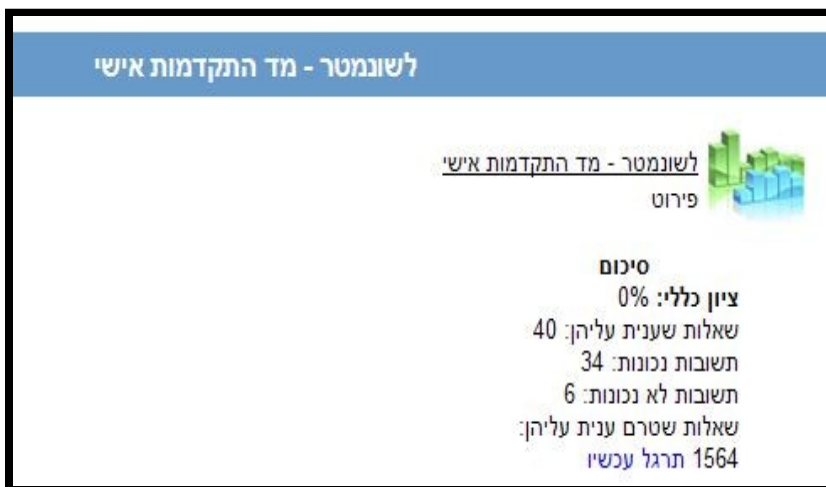 לשונמטר - מד התקדמות אישי
לשונמטר - מד התקדמות אישי
פירוט
סיכום
ציון כללי: 0%
שאלות שענית עליהן: 40
תשובות נכונות: 34
תשובות לא נכונות: 6
שאלות שטרם ענית עליהן:
1564 תרגל עכשיו